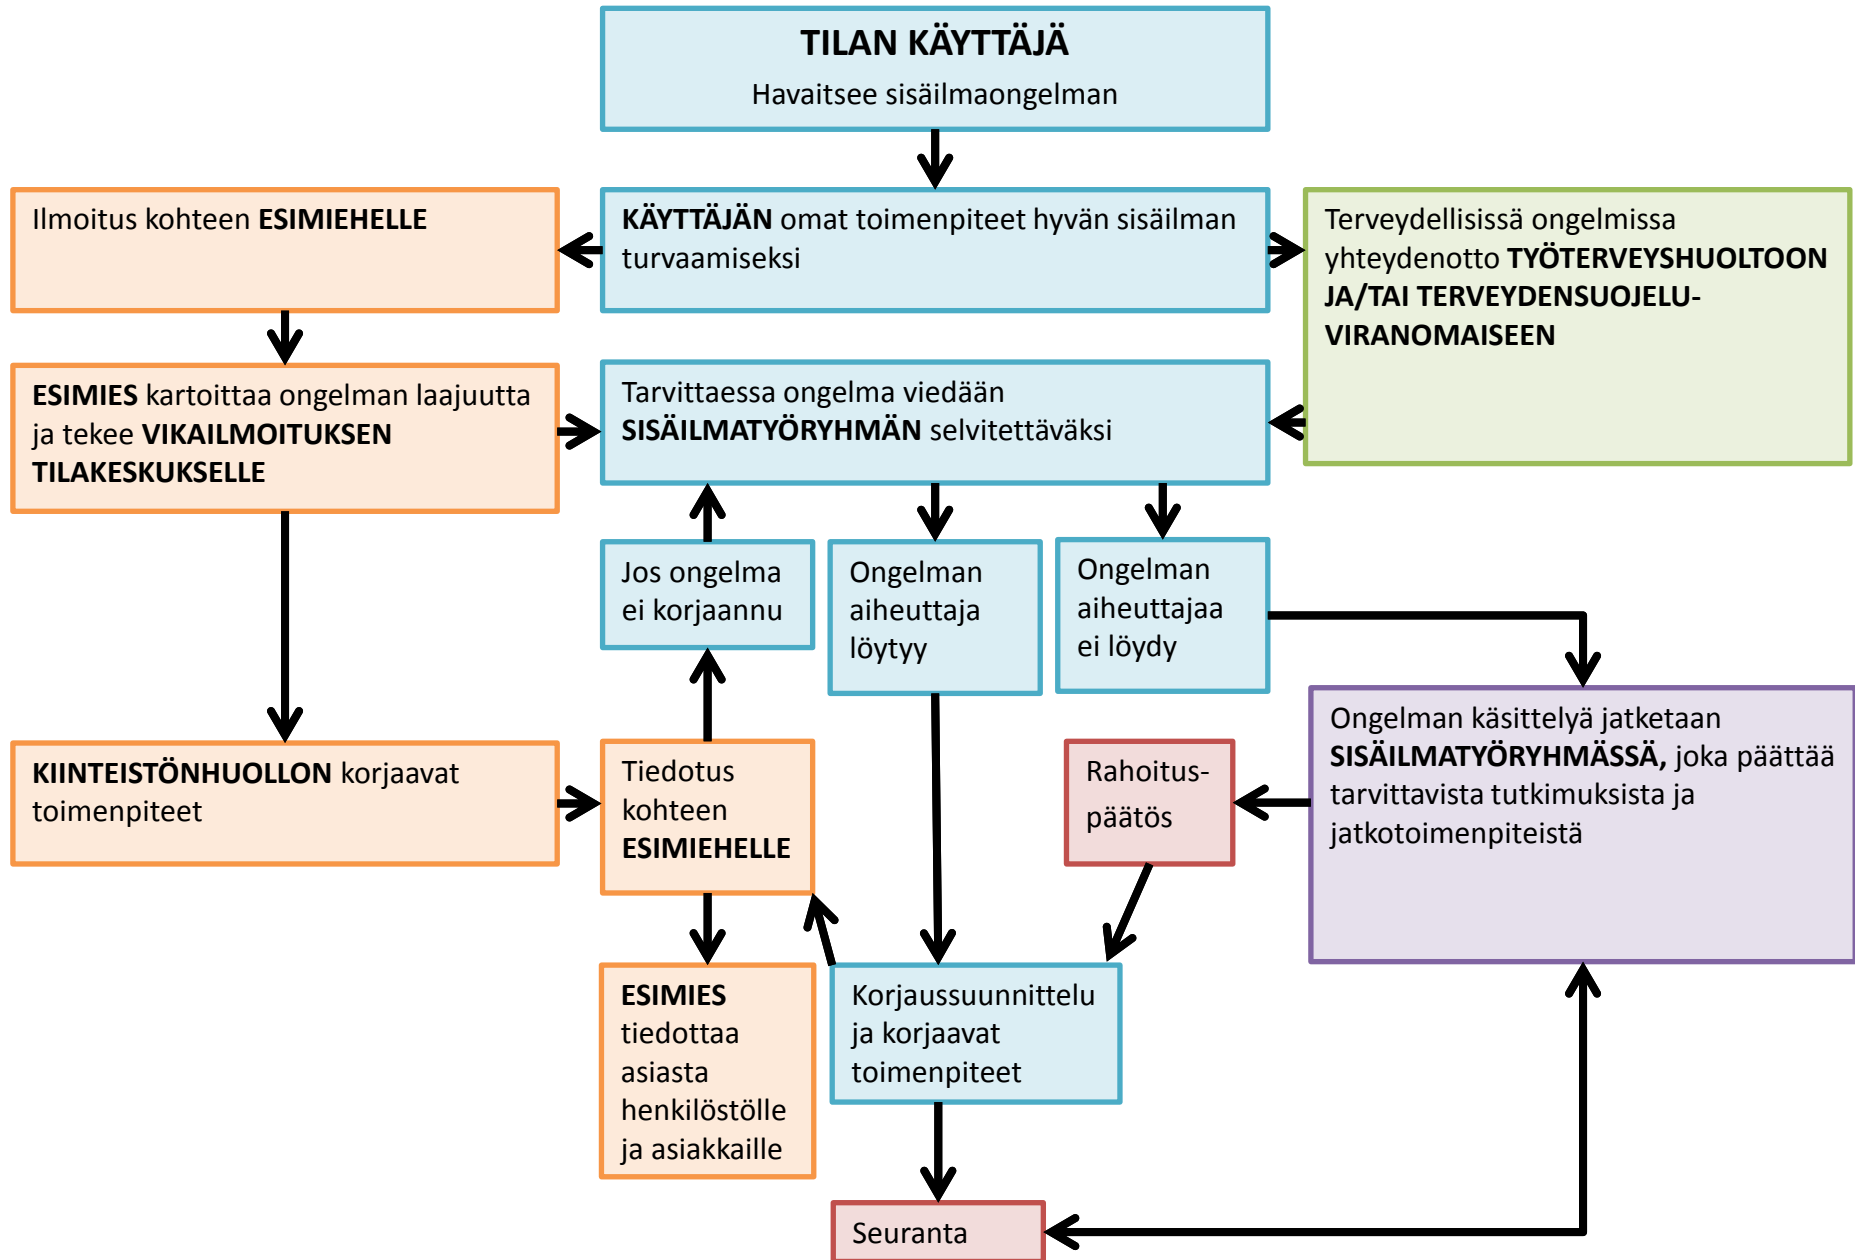 TILAN KÄYTTÄJÄ
Havaitsee sisäilmaongelman
Ilmoitus kohteen ESIMIEHELLE
KÄYTTÄJÄN omat toimenpiteet hyvän sisäilman
turvaamiseksi
Terveydellisissä ongelmissa
yhteydenotto TYÖTERVEYSHUOLTOON
JA/TAI TERVEYDENSUOJELU-
VIRANOMAISEEN
ESIMIES kartoittaa ongelman laajuutta
ja tekee VIKAILMOITUKSEN
TILAKESKUKSELLE
Tarvittaessa ongelma viedään
SISÄILMATYÖRYHMÄN selvitettäväksi
Jos ongelma
ei korjaannu
Ongelman
aiheuttaja
löytyy
Ongelman
aiheuttajaa
ei löydy
KIINTEISTÖNHUOLLON korjaavat
toimenpiteet
Tiedotus
kohteen
ESIMIEHELLE
Rahoitus-
päätös
Ongelman käsittelyä jatketaan
SISÄILMATYÖRYHMÄSSÄ, joka päättää
tarvittavista tutkimuksista ja
jatkotoimenpiteistä
ESIMIES
tiedottaa
asiasta
henkilöstölle
ja asiakkaille
Korjaussuunnittelu
ja korjaavat
toimenpiteet
Seuranta